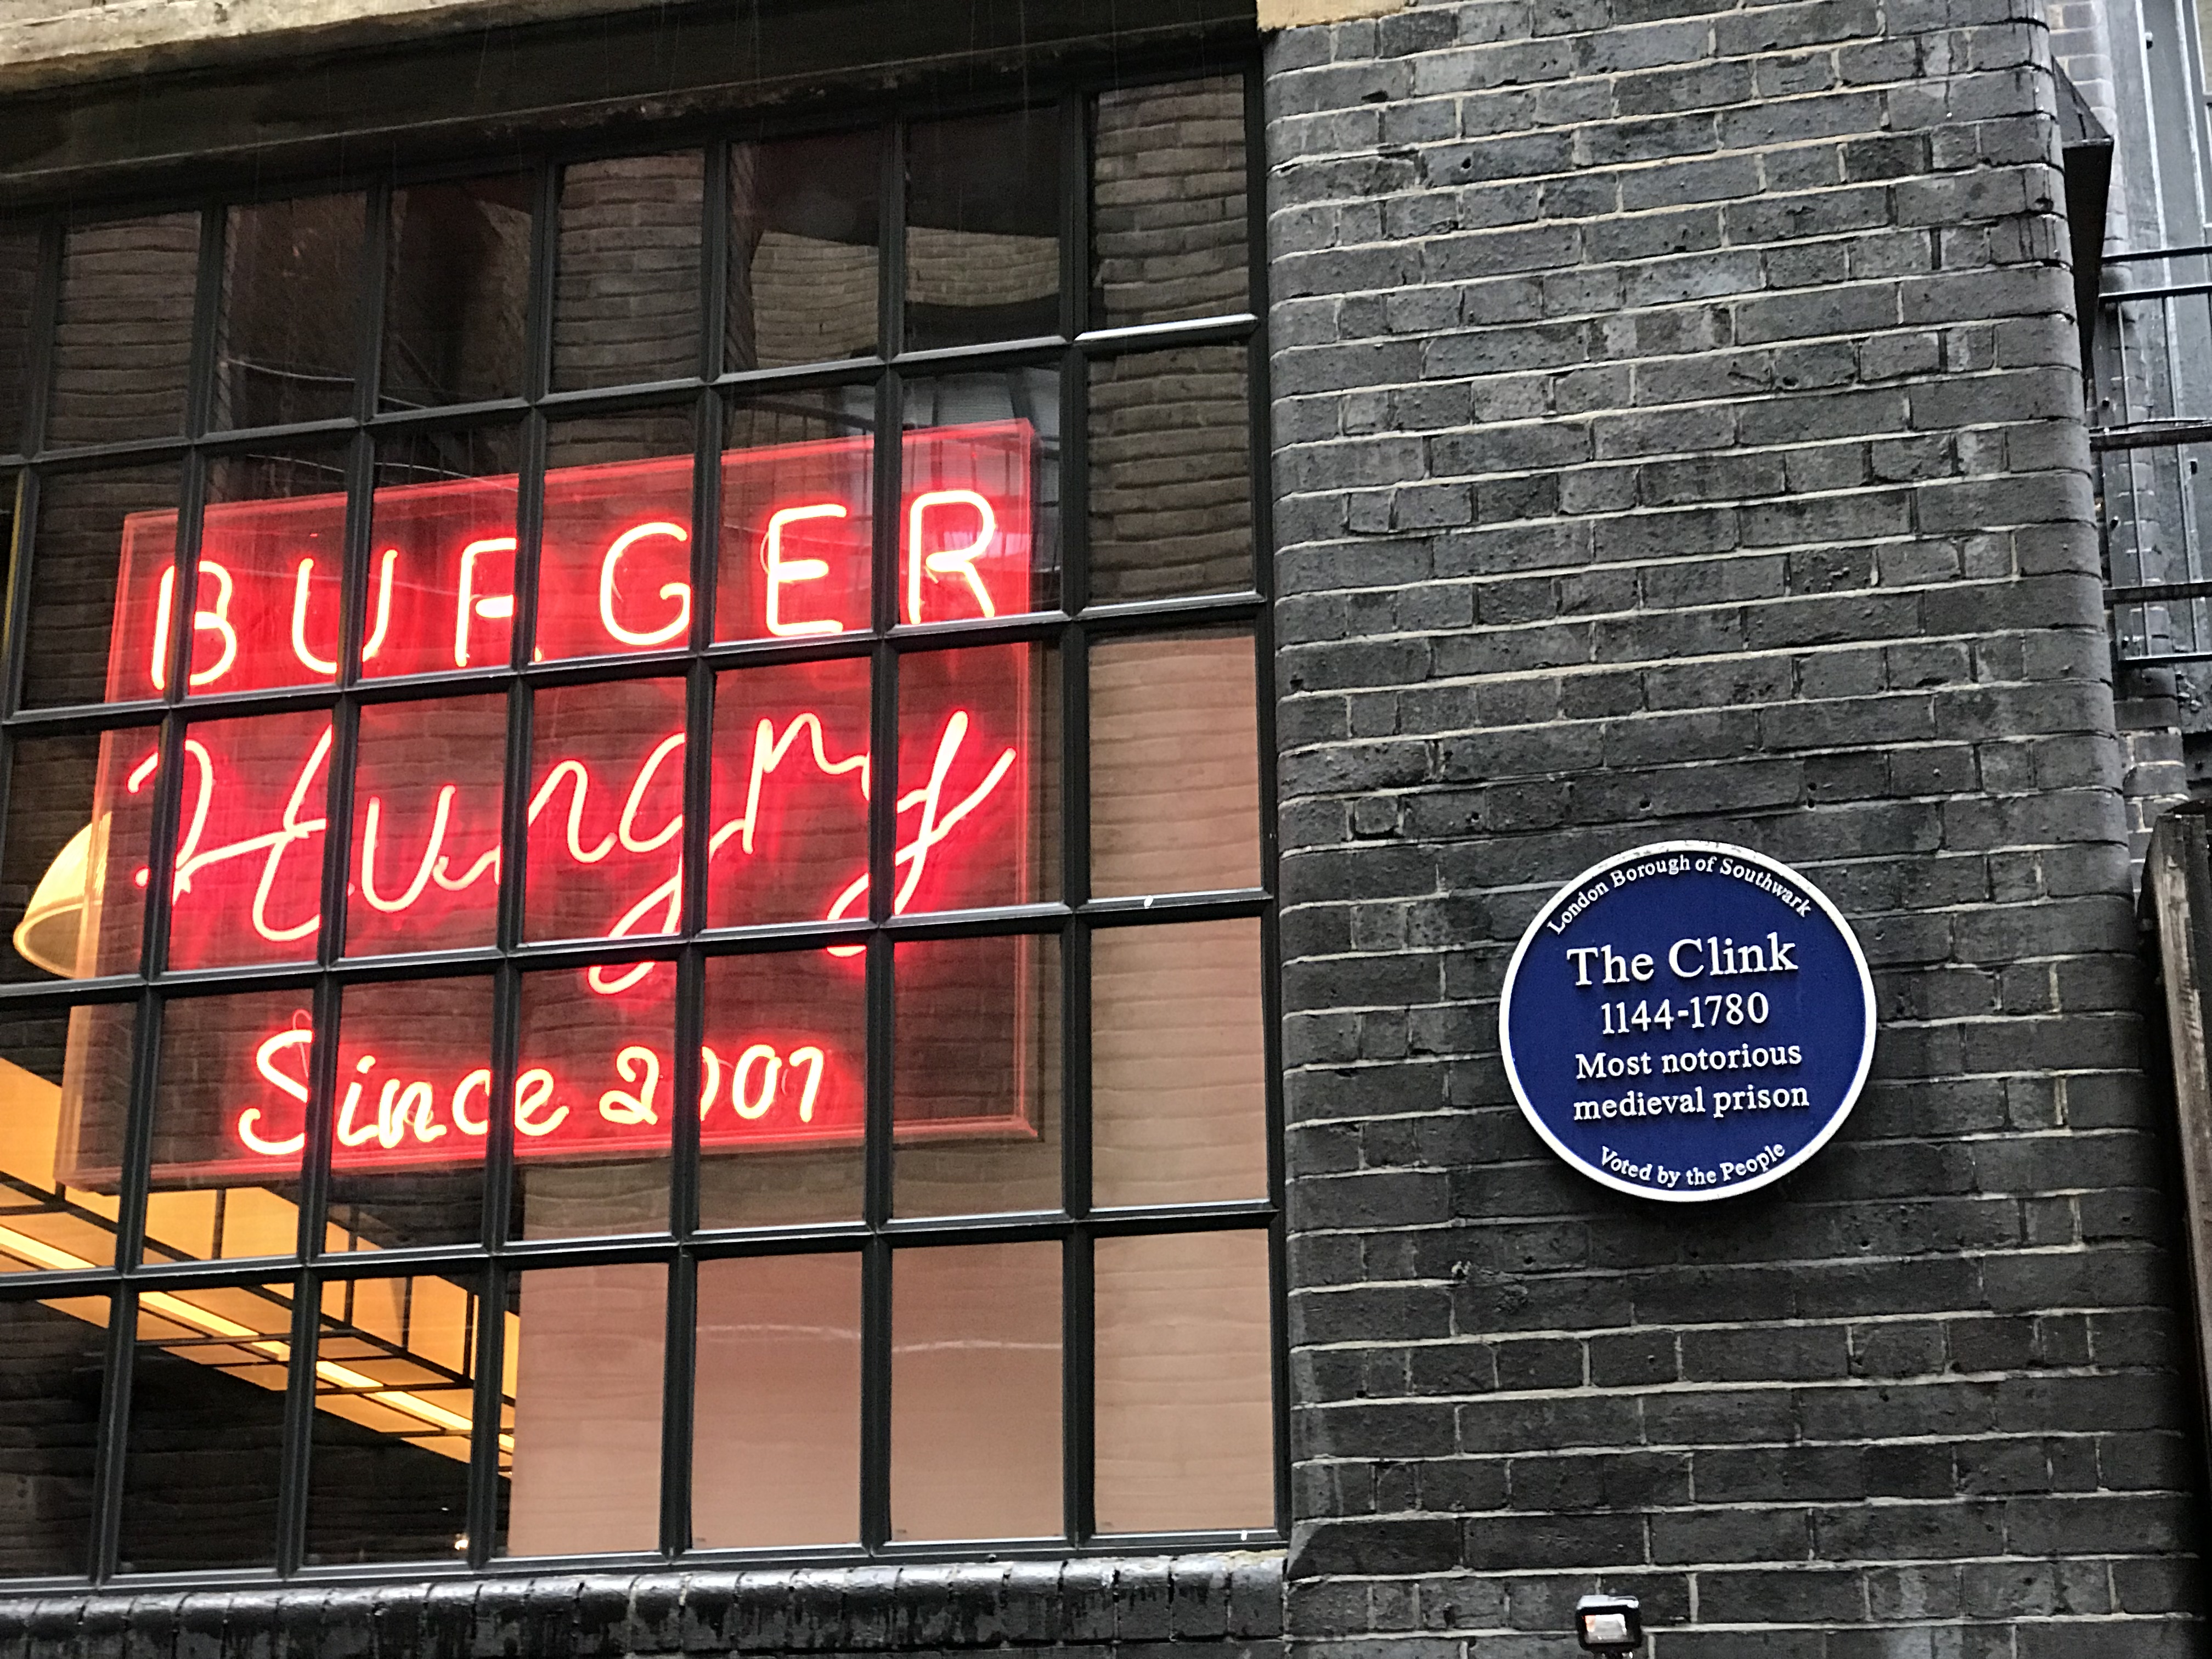 BURGER
Hungry
Since 2001
London Borough of Southwark
The Clink
1144-1780
Most notorious
medieval prison
Voted by the People